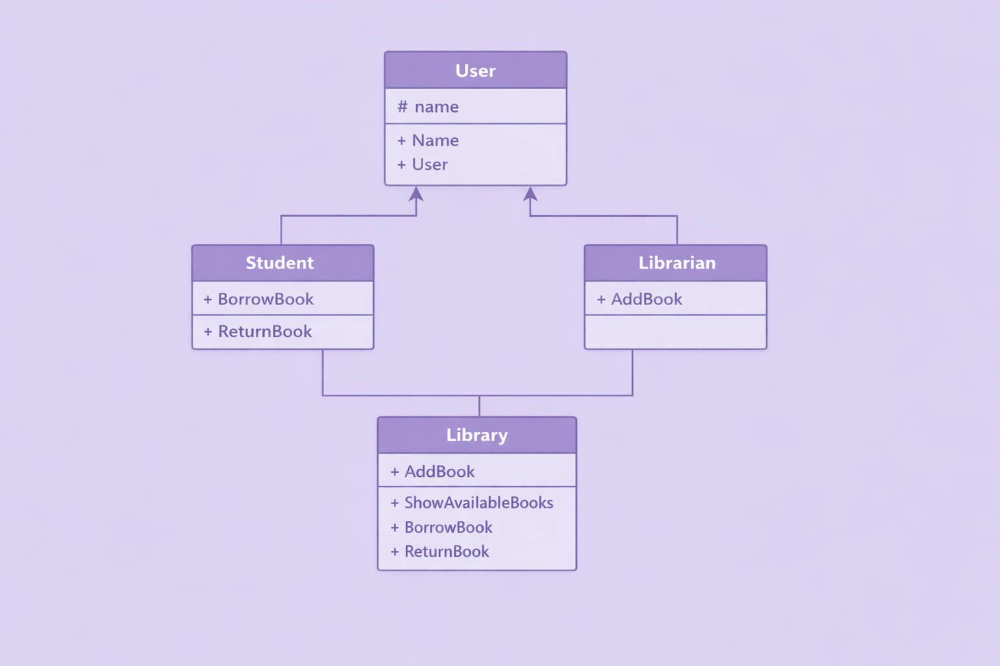 User
# name
+ Name
+ User
Student
+ BorrowBook
+ ReturnBook
Librarian
+ AddBook
Library
+ AddBook
+ ShowAvailableBooks
+ BorrowBook
+ ReturnBook